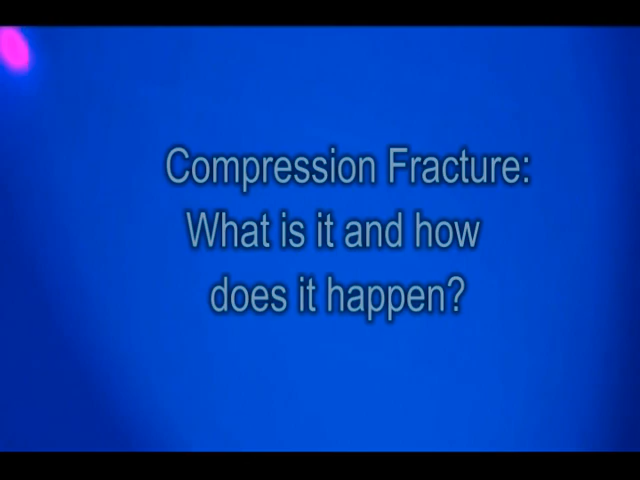 Compression Fracture:
What is it and how
does it happen?